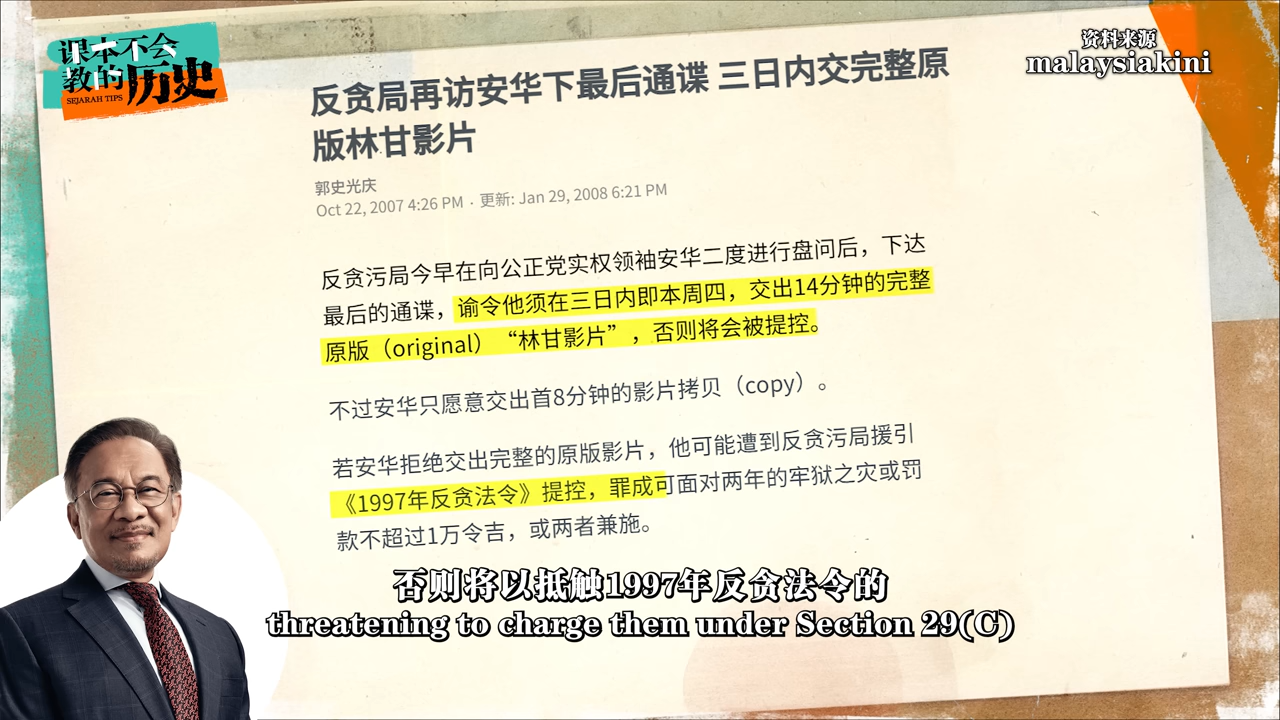 课本不会
教的历史
SEJARAH TIPS
资料来源
malaysiakini
反贪局再访安华下最后通谍 三日内交完整原
版林甘影片
郭史光庆
Oct 22, 2007 4:26 PM · 更新: Jan 29, 2008 6:21 PM
反贪污局今早在向公正党实权领袖安华二度进行盘问后，下达
最后的通谍，谕令他须在三日内即本周四，交出14分钟的完整
原版（original）“林甘影片”，否则将会被提控。
不过安华只愿意交出首8分钟的影片拷贝（copy）。
若安华拒绝交出完整的原版影片，他可能遭到反贪污局援引
《1997年反贪法令》提控，罪成可面对两年的牢狱之灾或罚
款不超过1万令吉，或两者兼施。
否则将以抵触1997年反贪法令的
threatening to charge them under Section 29(C)